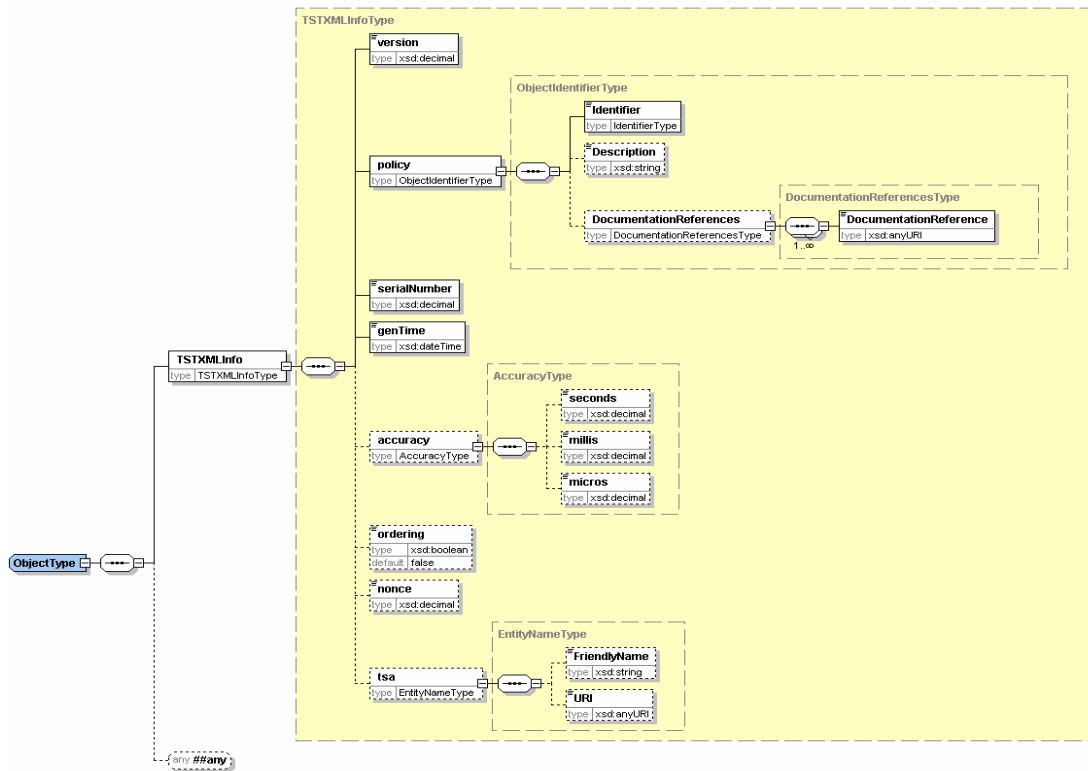 TSTXMLInfoType
version
type xsd:decimal
ObjectIdentifierType
Identifier
type IdentifierType
policy
type ObjectIdentifierType
Description
type xsd:string
DocumentationReferences
type DocumentationReferencesType
DocumentationReferencesType
DocumentationReference
type xsd:anyURI
1..∞
serialNumber
type xsd:decimal
genTime
type xsd:dateTime
TSTXMLInfo
type TSTXMLInfoType
AccuracyType
seconds
type xsd:decimal
accuracy
type AccuracyType
millis
type xsd:decimal
micros
type xsd:decimal
ordering
type xsd:boolean
default false
ObjectType
nonce
type xsd:decimal
EntityNameType
FriendlyName
type xsd:string
tsa
type EntityNameType
URI
type xsd:anyURI
any ##any